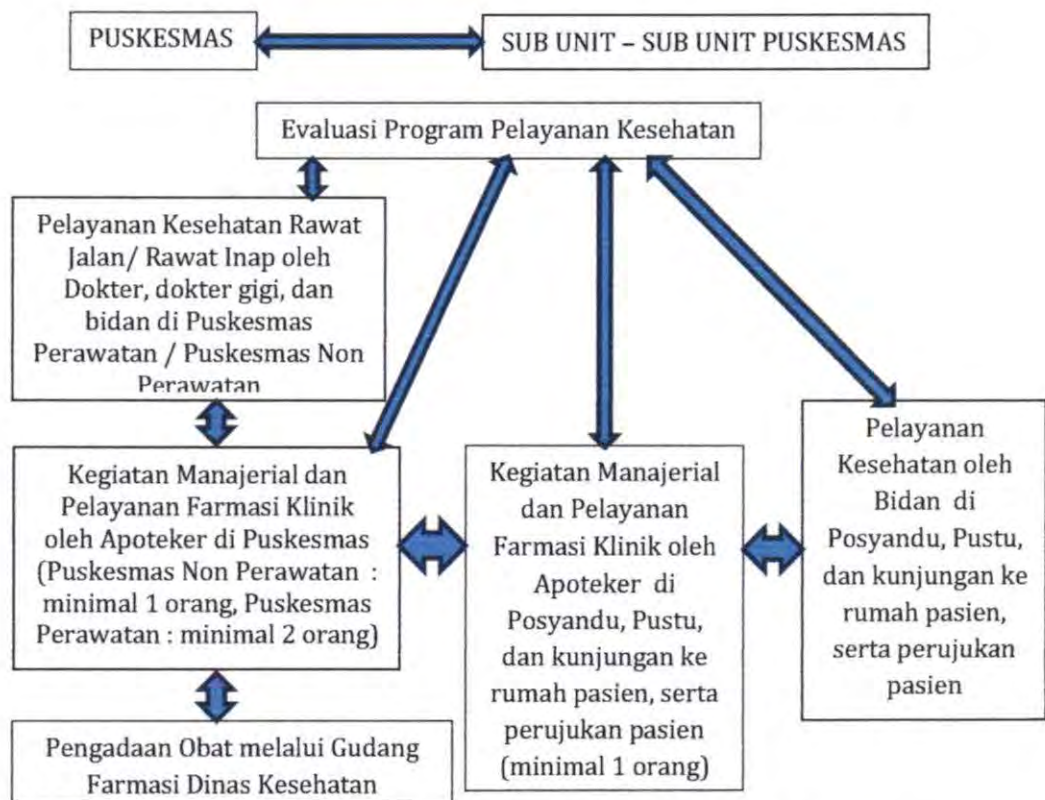 PUSKESMAS
SUB UNIT – SUB UNIT PUSKESMAS
Evaluasi Program Pelayanan Kesehatan
Pelayanan Kesehatan Rawat
Jalan/ Rawat Inap oleh
Dokter, dokter gigi, dan
bidan di Puskesmas
Perawatan / Puskesmas Non
Perawatan
Kegiatan Manajerial dan
Pelayanan Farmasi Klinik
oleh Apoteker di Puskesmas
(Puskesmas Non Perawatan :
minimal 1 orang, Puskesmas
Perawatan : minimal 2 orang)
Kegiatan Manajerial
dan Pelayanan
Farmasi Klinik oleh
Apoteker di
Posyandu, Pustu,
dan kunjungan ke
rumah pasien, serta
perujukan pasien
(minimal 1 orang)
Pelayanan
Kesehatan oleh
Bidan di
Posyandu, Pustu,
dan kunjungan ke
rumah pasien,
serta perujukan
pasien
Pengadaan Obat melalui Gudang
Farmasi Dinas Kesehatan